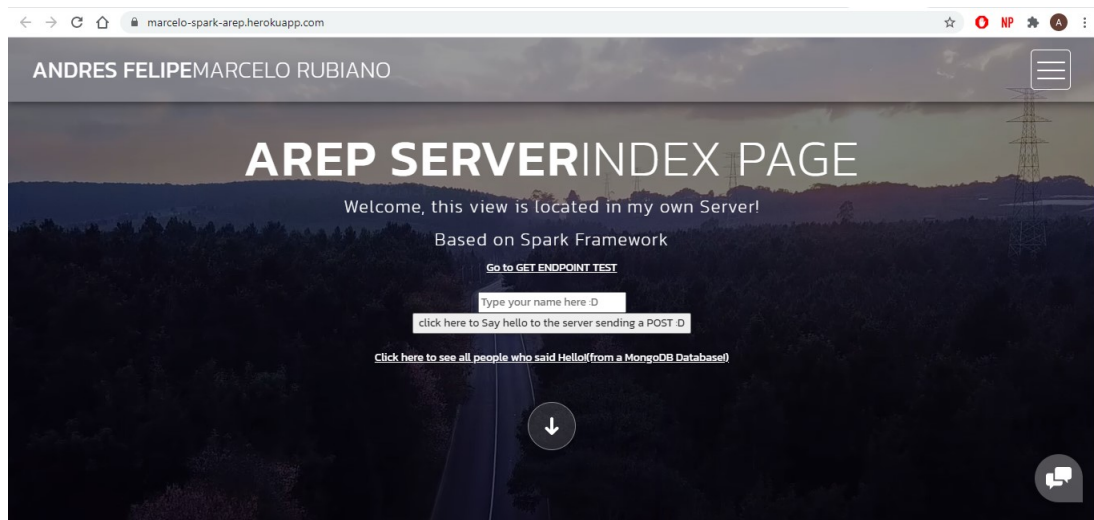 marcelo-spark-arep.herokuapp.com
NP
A
ANDRES FELIPEMARCELO RUBIANO
AREP SERVERINDEX PAGE
Welcome, this view is located in my own Server!
Based on Spark Framework
Go to GET ENDPOINT TEST
Type your name here :D
click here to Say hello to the server sending a POST :D
Click here to see all people who said Hello!(from a MongoDB Database!)